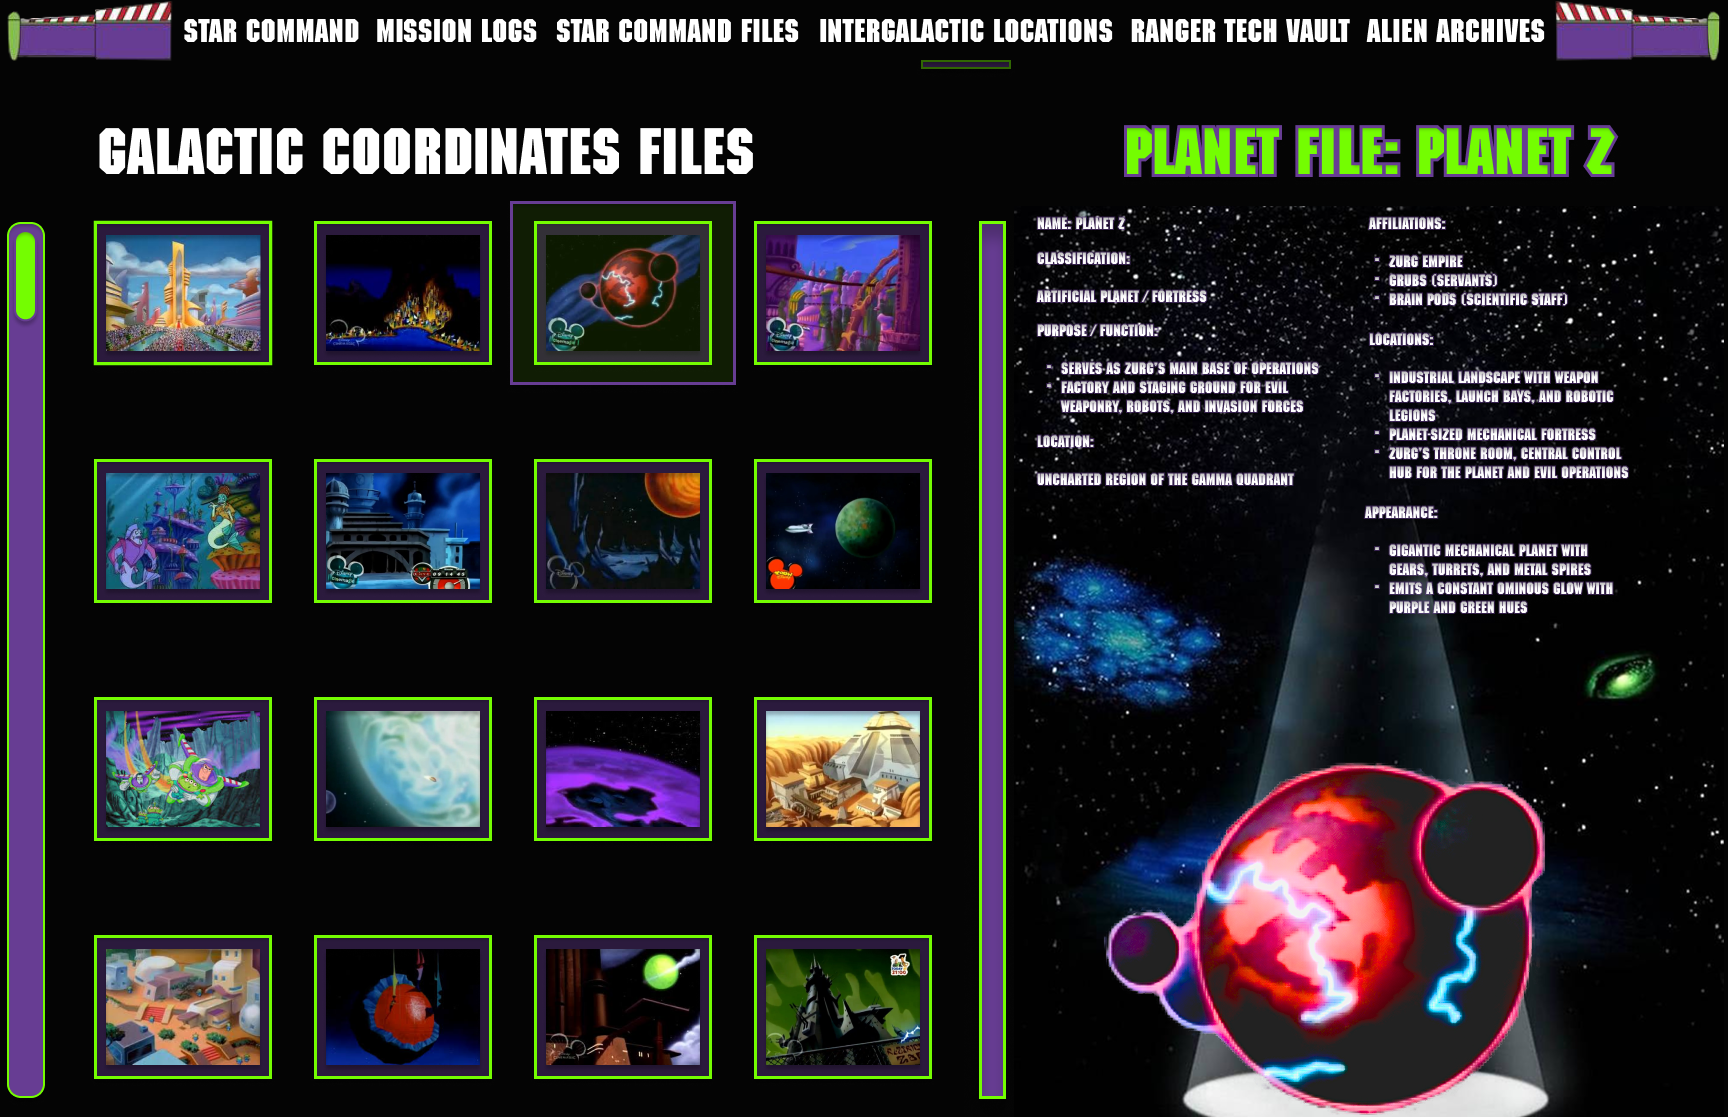 STAR COMMAND MISSION LOGS STAR COMMAND FILES INTERGALACTIC LOCATIONS RANGER TECH VAULT ALIEN ARCHIVES
GALACTIC COORDINATES FILES
PLANET FILE: PLANET Z
NAME: PLANET Z
CLASSIFICATION:
ARTIFICIAL PLANET / FORTRESS
PURPOSE / FUNCTION:
- SERVES AS ZURG'S MAIN BASE OF OPERATIONS
- FACTORY AND STAGING GROUND FOR EVIL
WEAPONRY, ROBOTS, AND INVASION FORCES
LOCATION:
UNCHARTED REGION OF THE GAMMA QUADRANT
AFFILIATIONS:
- ZURG EMPIRE
- GRUBS (SERVANTS)
- BRAIN PODS (SCIENTIFIC STAFF)
LOCATIONS:
- INDUSTRIAL LANDSCAPE WITH WEAPON
FACTORIES, LAUNCH BAYS, AND ROBOTIC
LEGIONS
- PLANET-SIZED MECHANICAL FORTRESS
- ZURG'S THRONE ROOM, CENTRAL CONTROL
HUB FOR THE PLANET AND EVIL OPERATIONS
APPEARANCE:
- GIGANTIC MECHANICAL PLANET WITH
GEARS, TURRETS, AND METAL SPIRES
- EMITS A CONSTANT OMINOUS GLOW WITH
PURPLE AND GREEN HUES